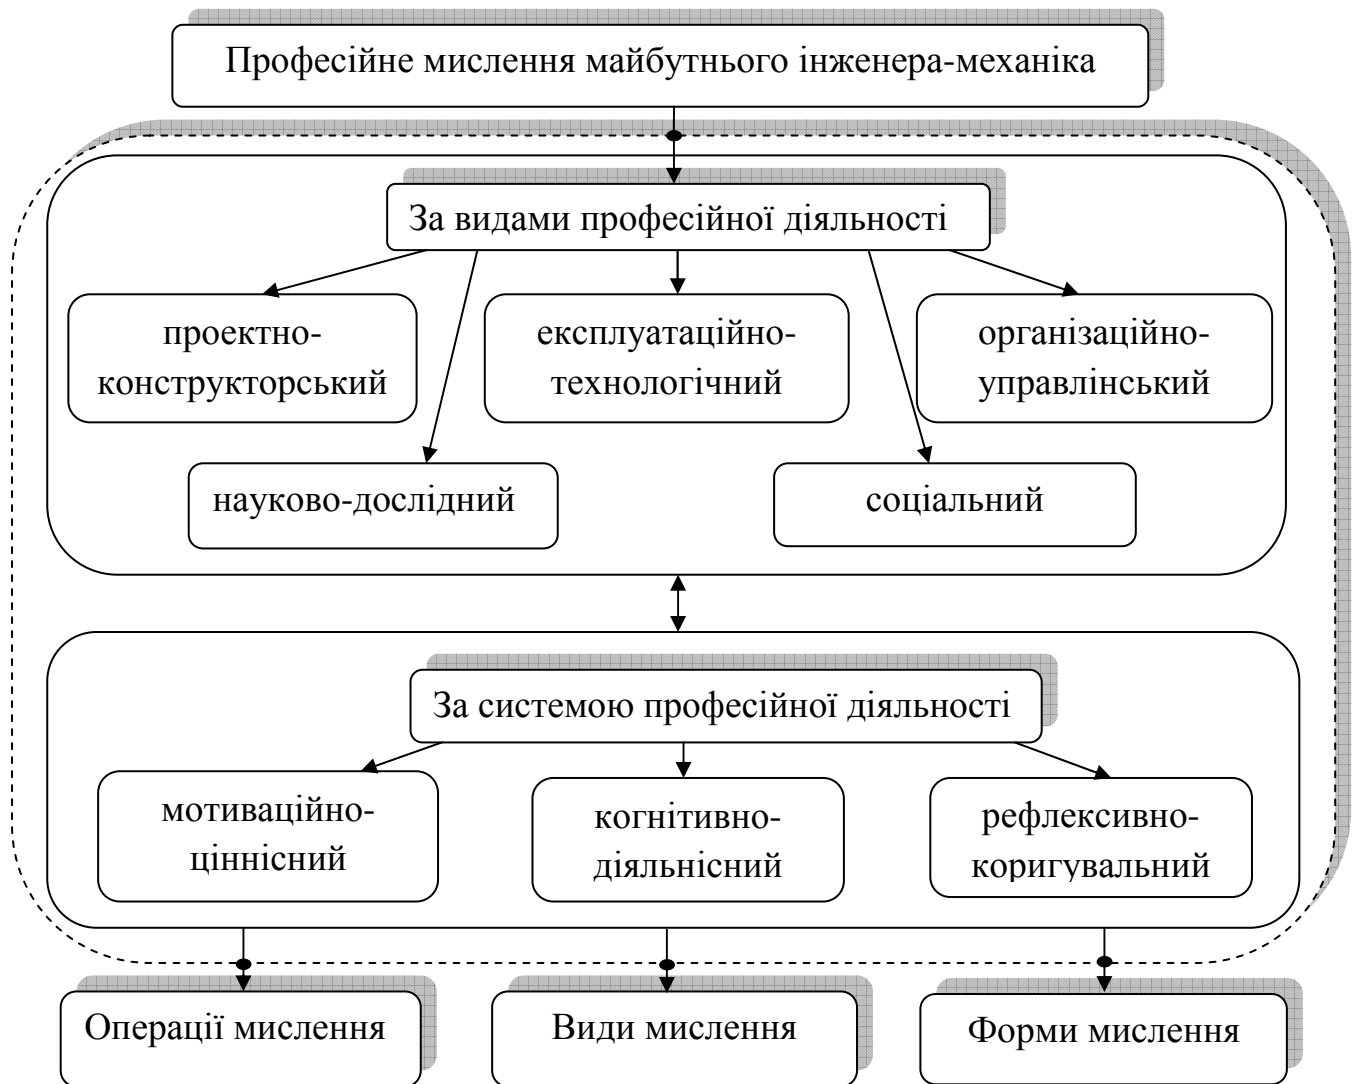 Професійне мислення майбутнього інженера-механіка
За видами професійної діяльності
проектно-
конструкторський
експлуатаційно-
технологічний
організаційно-
управлінський
науково-дослідний
соціальний
За системою професійної діяльності
мотиваційно-
ціннісний
когнітивно-
діяльнісний
рефлексивно-
коригувальний
Операції мислення
Види мислення
Форми мислення